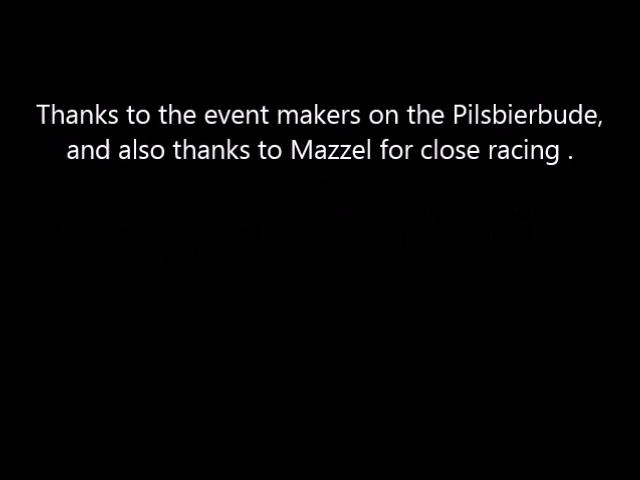 Thanks to the event makers on the Pilsbierbude,
and also thanks to Mazzel for close racing .